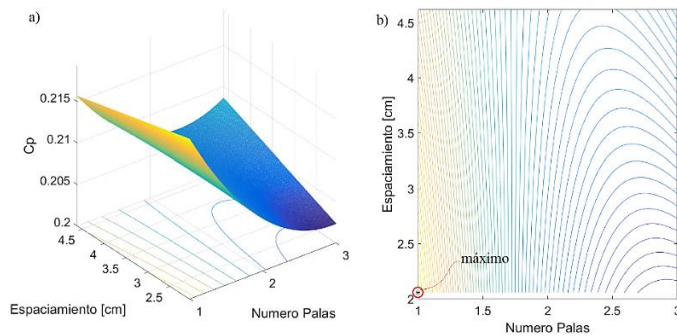 a)
0.215
0.21
0.205
0.2
Cp
4.5
4
3.5
3
2.5
Espaciamiento [cm]
1
2
3
Numero Palas
b)
4.5
4
3.5
3
2.5
2
Espaciamiento [cm]
máximo
1
1.5
2
2.5
3
Numero Palas